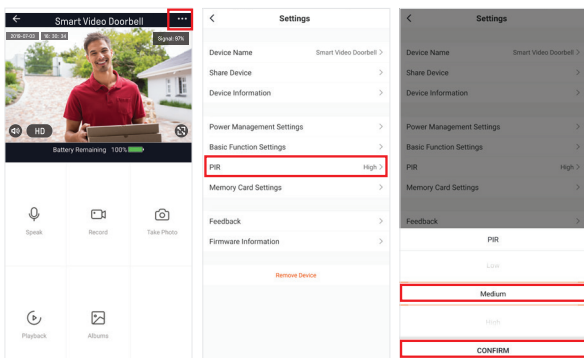 Smart Video Doorbell
2019-07-03 16:30:34
Signal: 97%
HD
Battery Remaining 100%
Speak
Record
Take Photo
Playback
Albums
Settings
Device Name Smart Video Doorbell >
Share Device >
Device Information >
Power Management Settings >
Basic Function Settings >
PIR High >
Memory Card Settings >
Feedback >
Firmware Information >
Remove Device
Settings
Device Name Smart Video Doorbell >
Share Device >
Device Information >
Power Management Settings >
Basic Function Settings >
PIR High >
Memory Card Settings >
Feedback >
PIR
Low
Medium
High
CONFIRM